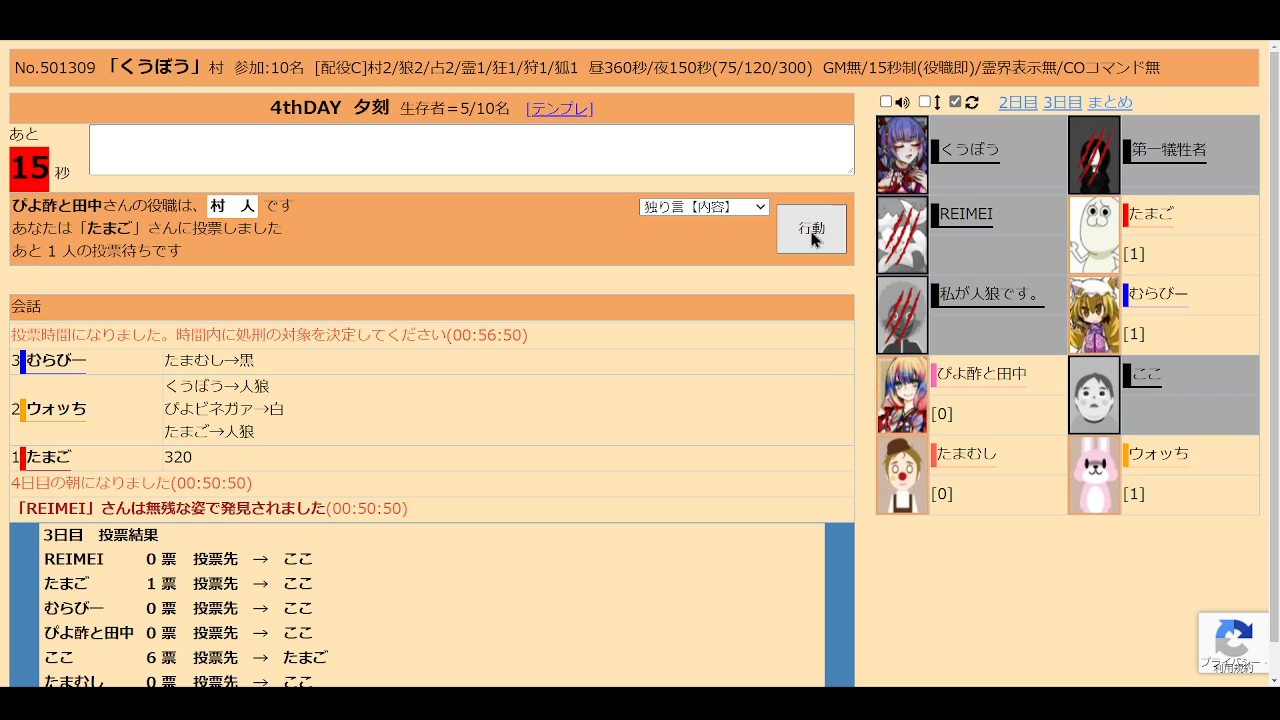 No.501309 「くうぼう」村 参加:10名 [配役C]村2/狼2/占2/霊1/狂1/狩1/狐1 昼360秒/夜150秒(75/120/300) GM無/15秒制(役職即)/霊界表示無/COコマンド無
4thDAY 夕刻 生存者＝5/10名 [テンプレ]
あと
15 秒
ぴよ酢と田中さんの役職は、 村 人 です
あなたは「たまご」さんに投票しました
あと 1 人の投票待ちです
独り言【内容】
行動
会話
投票時間になりました。時間内に処刑の対象を決定してください(00:56:50)
3 むらびー たまむし→黒
くうぼう→人狼
2 ウォッち ぴよビネガァ→白
たまご→人狼
1 たまご 320
4日目の朝になりました(00:50:50)
「REIMEI」さんは無残な姿で発見されました(00:50:50)
3日目 投票結果
REIMEI 0 票 投票先 → ここ
たまご 1 票 投票先 → ここ
むらびー 0 票 投票先 → ここ
ぴよ酢と田中 0 票 投票先 → ここ
ここ 6 票 投票先 → たまご
たまむし 0 票 投票先 → ここ
2日目 3日目 まとめ
くうぼう 第一犠牲者
REIMEI たまご
[1]
私が人狼です。 むらびー
[1]
ぴよ酢と田中 ここ
[0]
たまむし ウォッち
[0] [1]
プライバシー -
利用規約